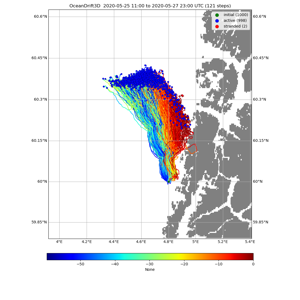 OceanDrift3D 2020-05-25 11:00 to 2020-05-27 23:00 UTC (121 steps)
initial (1000)
active (998)
stranded (2)
60.6°N
60.6°N
60.45°N
60.45°N
60.3°N
60.3°N
60.15°N
60.15°N
60°N
60°N
59.85°N
59.85°N
4°E 4.2°E 4.4°E 4.6°E 4.8°E 5°E 5.2°E 5.4°E
−50 −40 −30 −20 −10 0
None